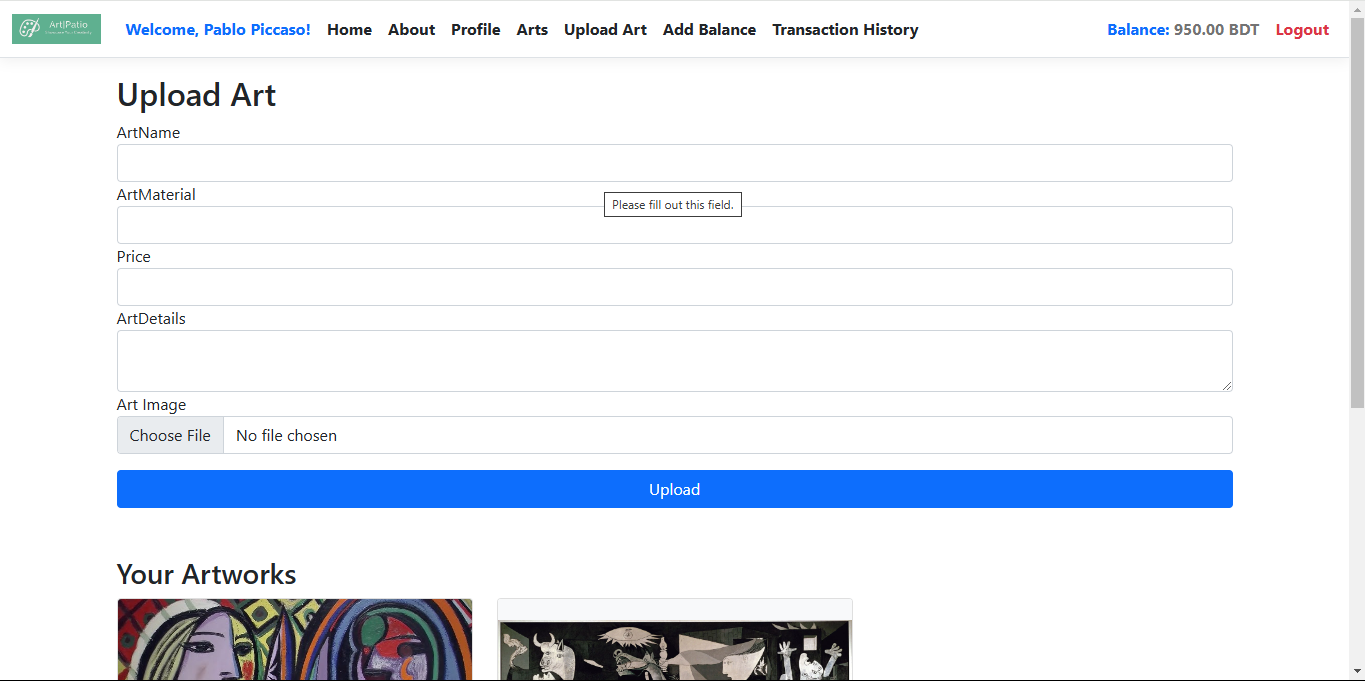 Art|Patio
Welcome, Pablo Piccaso! Home About Profile Arts Upload Art Add Balance Transaction History Balance: 950.00 BDT Logout
Upload Art
ArtName
ArtMaterial
Please fill out this field.
Price
ArtDetails
Art Image
Choose File No file chosen
Upload
Your Artworks